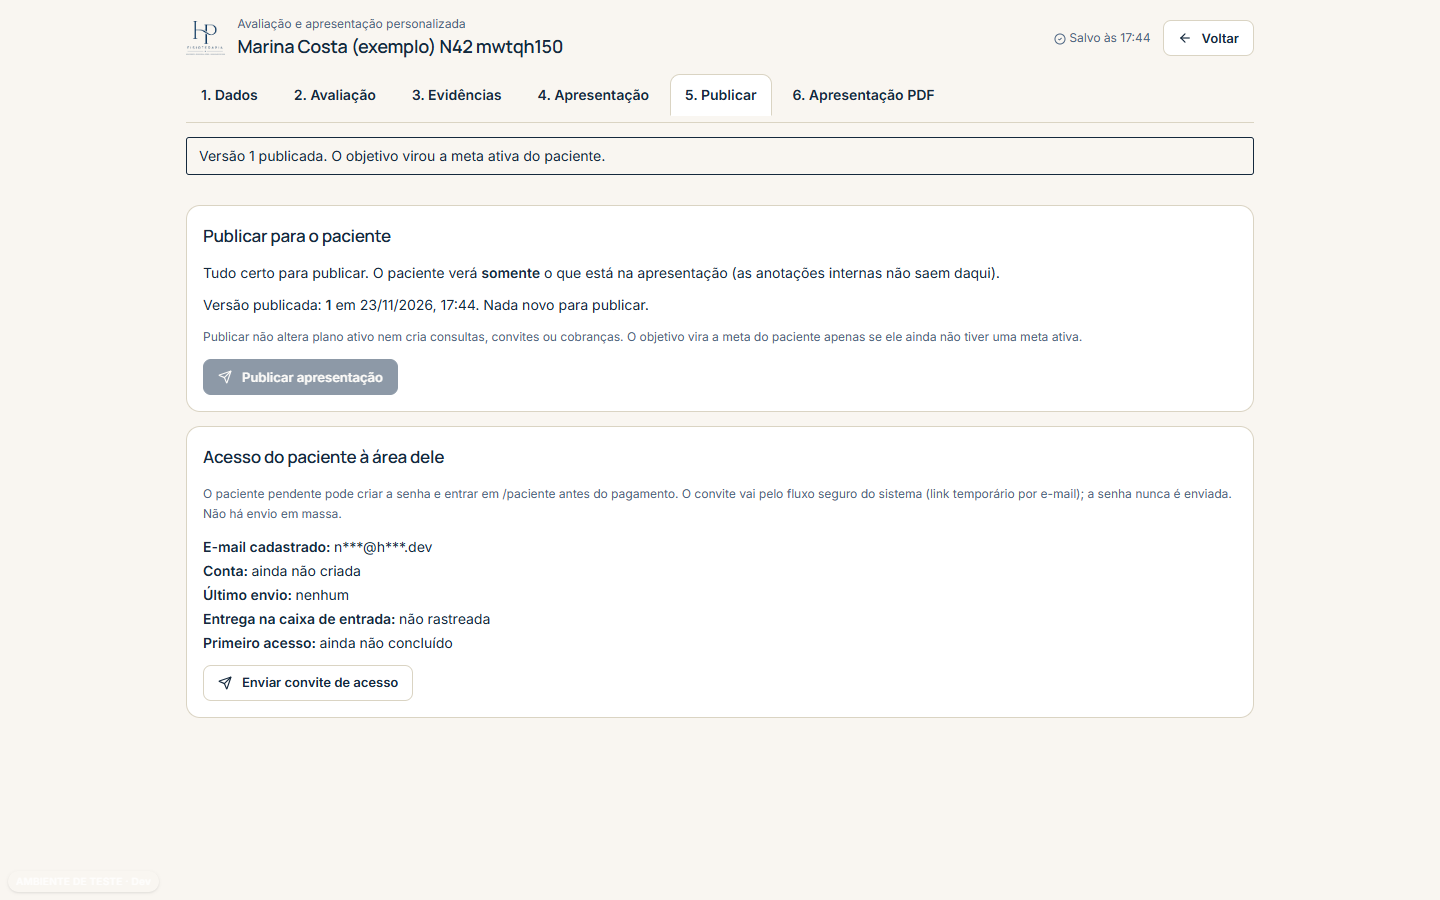 HP
FISIOTERAPIA
Avaliação e apresentação personalizada
Marina Costa (exemplo) N42 mwtqh150
Salvo às 17:44
Voltar
1. Dados
2. Avaliação
3. Evidências
4. Apresentação
5. Publicar
6. Apresentação PDF
Versão 1 publicada. O objetivo virou a meta ativa do paciente.
Publicar para o paciente
Tudo certo para publicar. O paciente verá somente o que está na apresentação (as anotações internas não saem daqui).
Versão publicada: 1 em 23/11/2026, 17:44. Nada novo para publicar.
Publicar não altera plano ativo nem cria consultas, convites ou cobranças. O objetivo vira a meta do paciente apenas se ele ainda não tiver uma meta ativa.
Publicar apresentação
Acesso do paciente à área dele
O paciente pendente pode criar a senha e entrar em /paciente antes do pagamento. O convite vai pelo fluxo seguro do sistema (link temporário por e-mail); a senha nunca é enviada.
Não há envio em massa.
E-mail cadastrado: n***@h***.dev
Conta: ainda não criada
Último envio: nenhum
Entrega na caixa de entrada: não rastreada
Primeiro acesso: ainda não concluído
Enviar convite de acesso
AMBIENTE DE TESTE · Dev